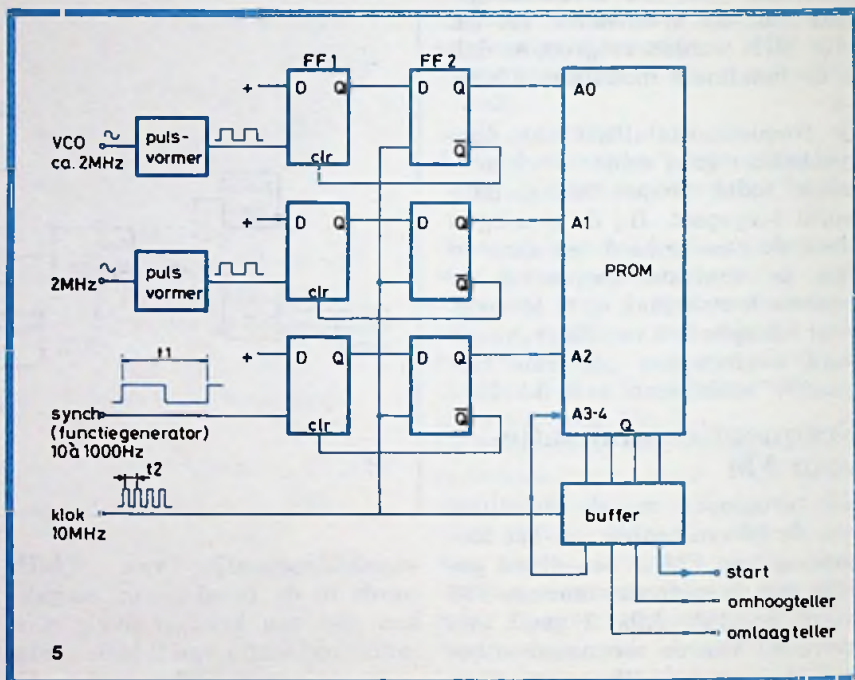 FF1 FF2
+ D Q D Q A0
VCO
ca. 2MHz
puls-
vormer
clr Q
+ D Q D Q A1
2MHz
puls
vormer
clr Q
PROM
t1
+ D Q D Q A2
synch
(functiegenerator)
10à 1000Hz
clr Q
A3-4
Q
t2
klok
10MHz
buffer
start
omhoogteller
omlaagteller
5